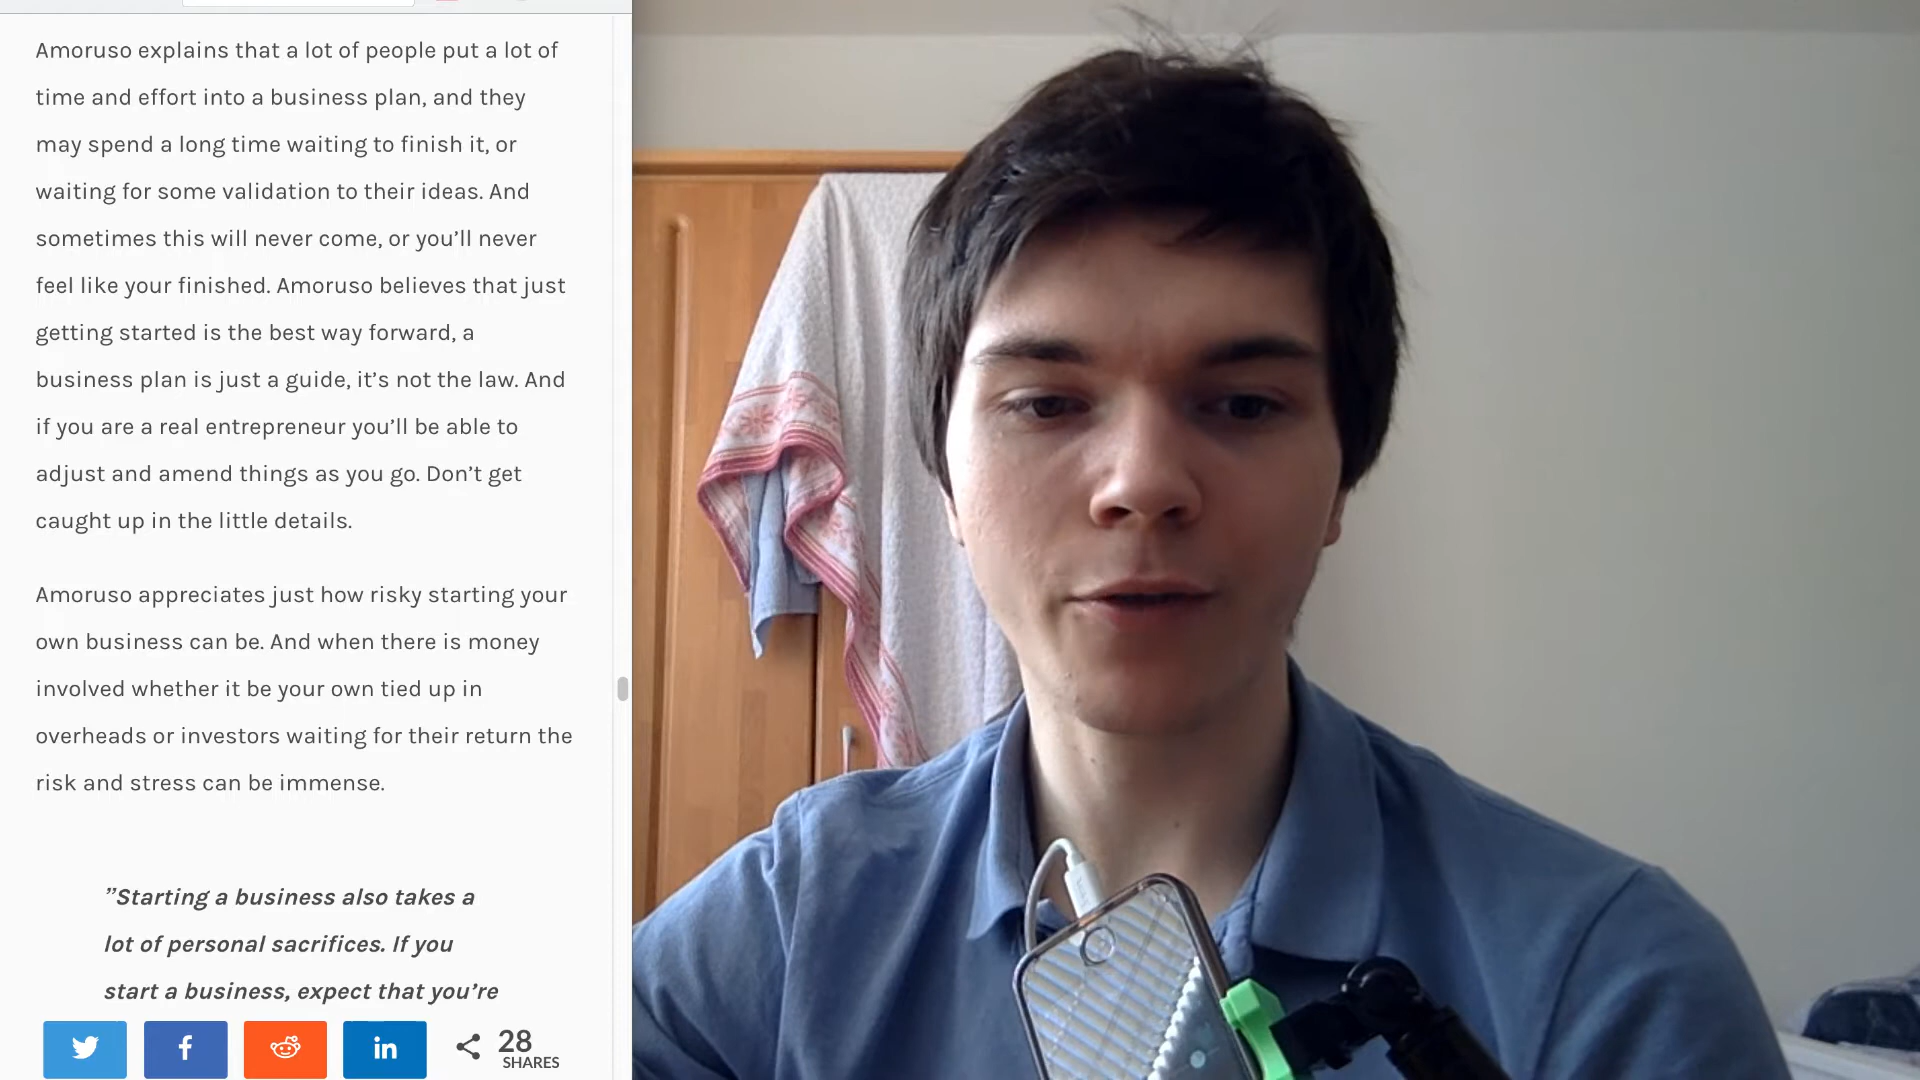 Amoruso explains that a lot of people put a lot of
time and effort into a business plan, and they
may spend a long time waiting to finish it, or
waiting for some validation to their ideas. And
sometimes this will never come, or you’ll never
feel like your finished. Amoruso believes that just
getting started is the best way forward, a
business plan is just a guide, it’s not the law. And
if you are a real entrepreneur you’ll be able to
adjust and amend things as you go. Don’t get
caught up in the little details.
Amoruso appreciates just how risky starting your
own business can be. And when there is money
involved whether it be your own tied up in
overheads or investors waiting for their return the
risk and stress can be immense.
”Starting a business also takes a
lot of personal sacrifices. If you
start a business, expect that you’re
28
SHARES